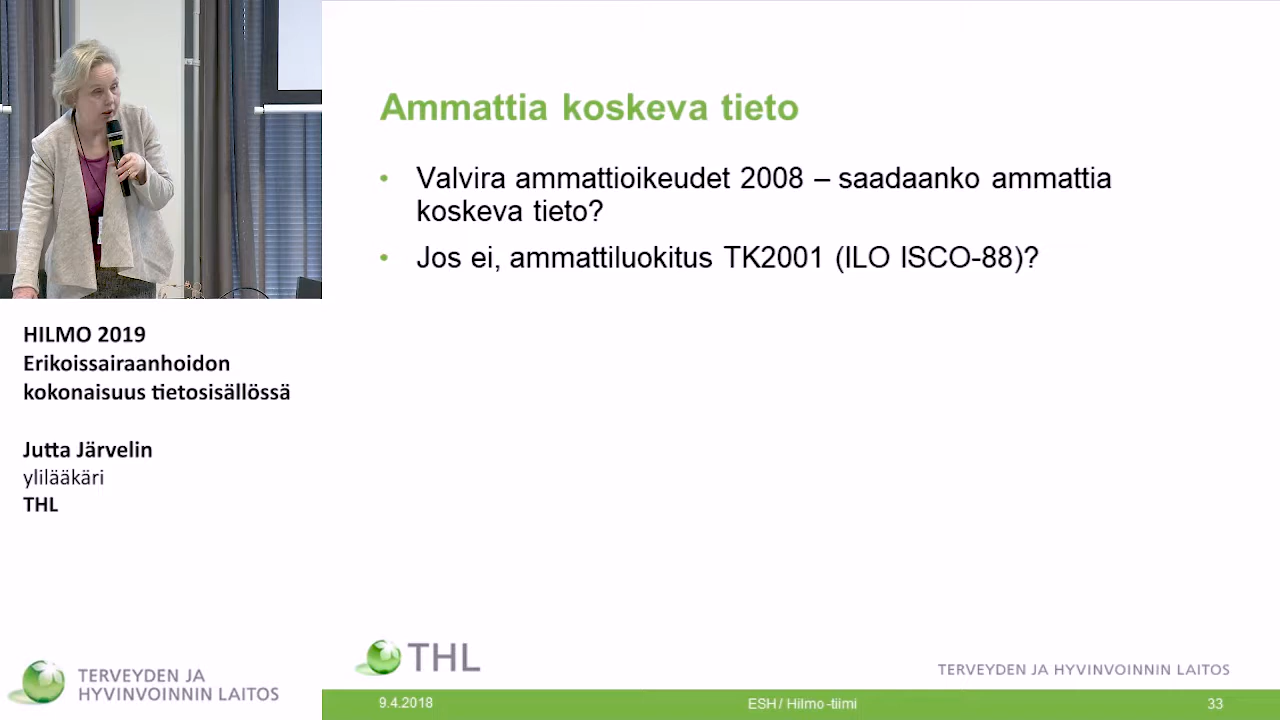 Ammattia koskeva tieto
• Valvira ammattioikeudet 2008 – saadaanko ammattia
koskeva tieto?
• Jos ei, ammattiluokitus TK2001 (ILO ISCO-88)?
HILMO 2019
Erikoissairaanhoidon
kokonaisuus tietosisällössä
Jutta Järvelin
ylilääkäri
THL
TERVEYDEN JA
HYVINVOINNIN LAITOS
THL
TERVEYDEN JA HYVINVOINNIN LAITOS
9.4.2018
ESH / Hilmo -tiimi
33